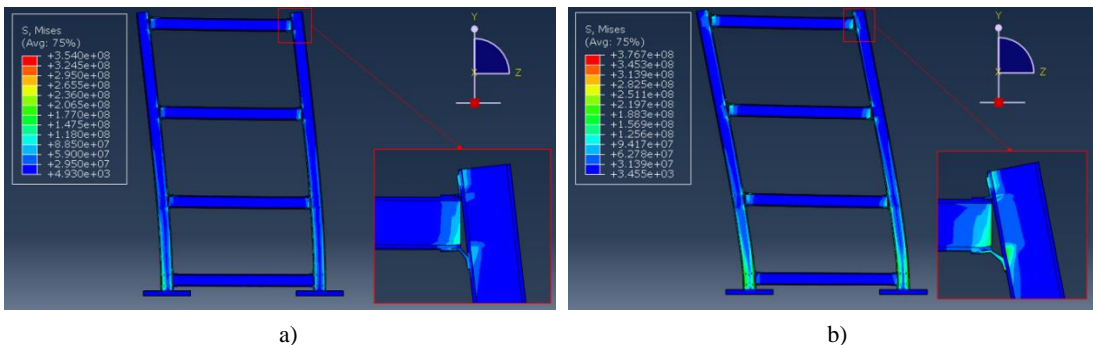 S, Mises
(Avg: 75%)
+3.540e+08
+3.245e+08
+2.950e+08
+2.655e+08
+2.360e+08
+2.065e+08
+1.770e+08
+1.475e+08
+1.180e+08
+8.850e+07
+5.900e+07
+2.950e+07
+4.930e+03
Y
X
Z
a)
S, Mises
(Avg: 75%)
+3.767e+08
+3.453e+08
+3.139e+08
+2.825e+08
+2.511e+08
+2.197e+08
+1.883e+08
+1.569e+08
+1.256e+08
+9.417e+07
+6.278e+07
+3.139e+07
+3.455e+03
Y
X
Z
b)